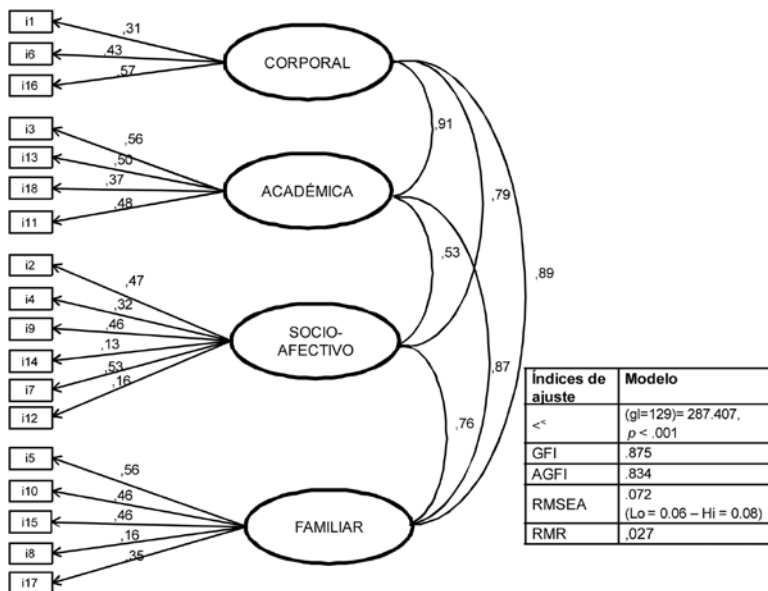 i1
,31
i6
,43
i16
,57
CORPORAL
i3
,56
i13
,50
i18
,37
i11
,48
ACADÉMICA
i2
,47
i4
,32
i9
,46
i14
,13
i7
,53
i12
,16
SOCIO-
AFECTIVO
i5
,56
i10
,46
i15
,46
i8
,16
i17
,35
FAMILIAR
,91
,79
,53
,89
,87
,76
Índices de
ajuste
Modelo
<<
(gl=129)= 287.407,
p < .001
GFI
.875
AGFI
.834
RMSEA
.072
(Lo = 0.06 – Hi = 0.08)
RMR
,027